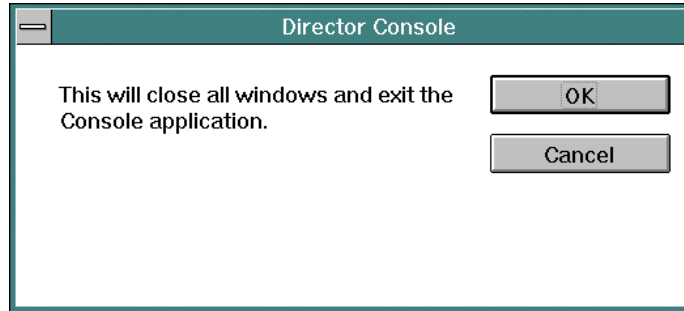 Director Console
This will close all windows and exit the
Console application.
OK
Cancel